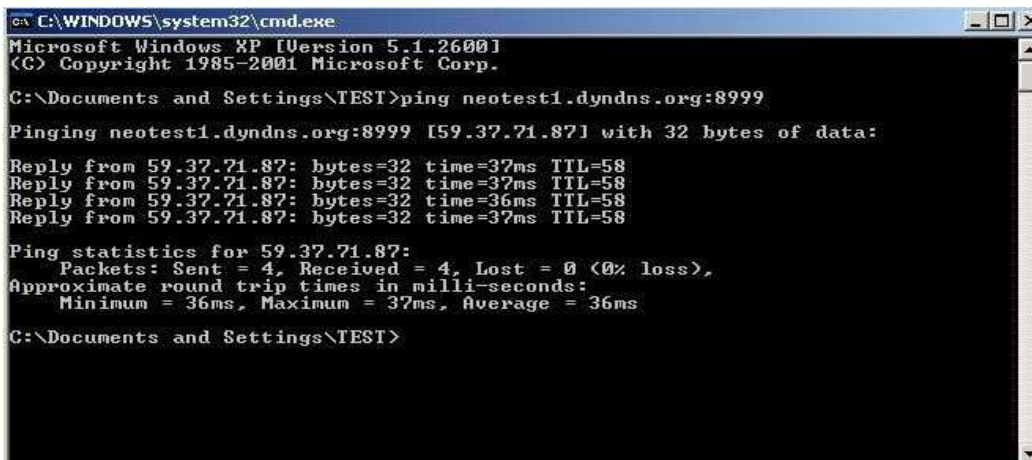 C:\WINDOWS\system32\cmd.exe
Microsoft Windows XP [Version 5.1.2600]
(C) Copyright 1985-2001 Microsoft Corp.
C:\Documents and Settings\TEST>ping neotest1.dyndns.org:8999
Pinging neotest1.dyndns.org:8999 [59.37.71.87] with 32 bytes of data:
Reply from 59.37.71.87: bytes=32 time=37ms TTL=58
Reply from 59.37.71.87: bytes=32 time=37ms TTL=58
Reply from 59.37.71.87: bytes=32 time=36ms TTL=58
Reply from 59.37.71.87: bytes=32 time=37ms TTL=58
Ping statistics for 59.37.71.87:
Packets: Sent = 4, Received = 4, Lost = 0 (0% loss),
Approximate round trip times in milli-seconds:
Minimum = 36ms, Maximum = 37ms, Average = 36ms
C:\Documents and Settings\TEST>